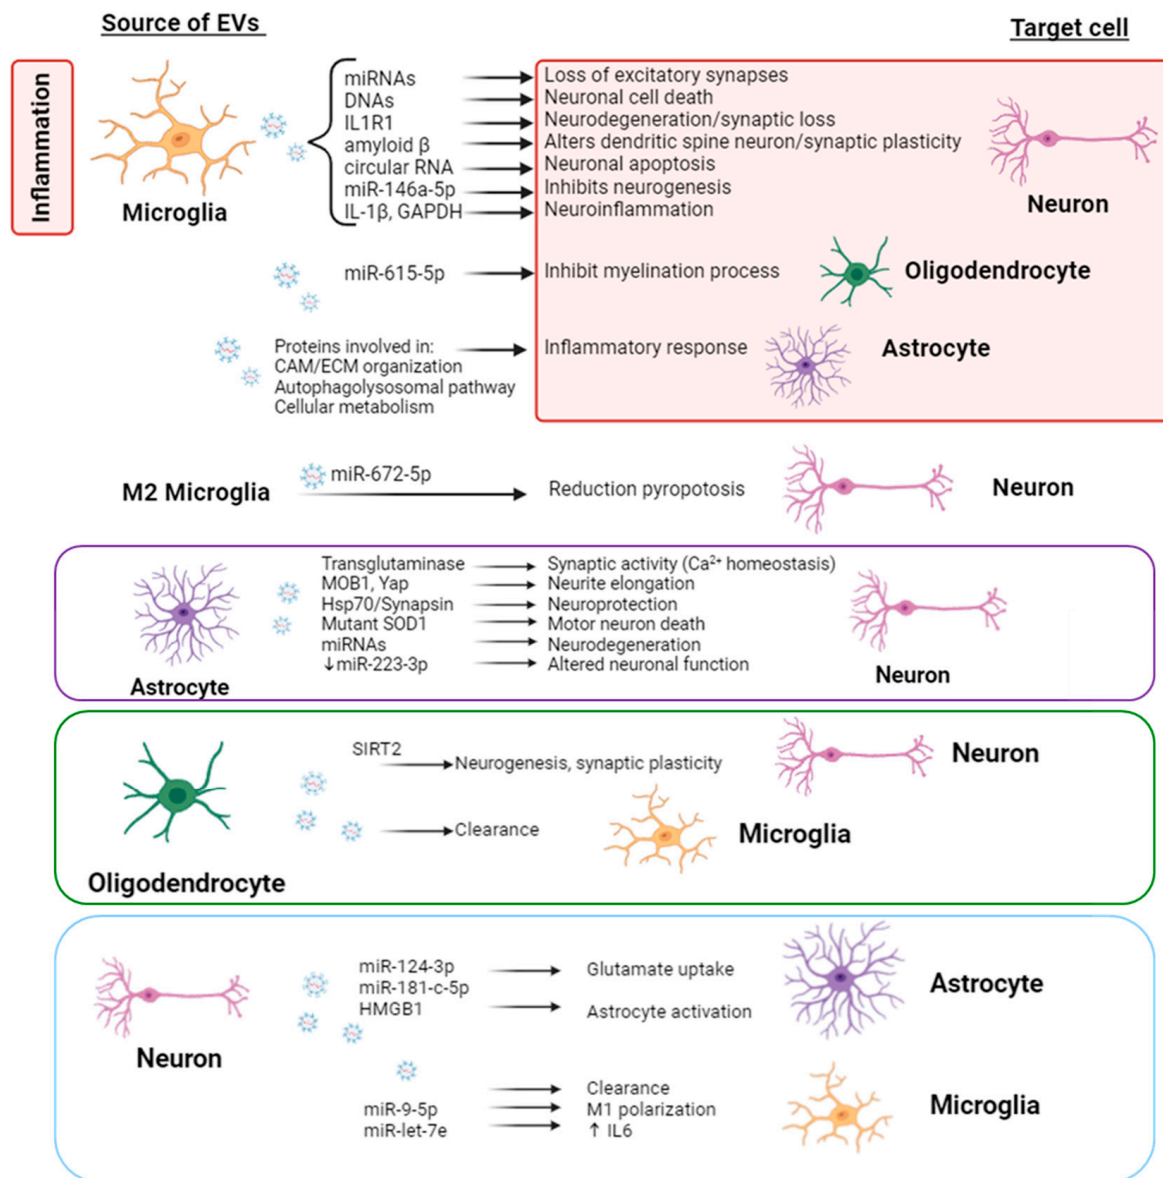 Source of EVs
Target cell
Inflammation
Microglia
miRNAs
Loss of excitatory synapses
DNAs
Neuronal cell death
IL1R1
Neurodegeneration/synaptic loss
amyloid β
Alters dendritic spine neuron/synaptic plasticity
circular RNA
Neuronal apoptosis
miR-146a-5p
Inhibits neurogenesis
IL-1β, GAPDH
Neuroinflammation
Neuron
miR-615-5p
Inhibit myelination process
Oligodendrocyte
Proteins involved in:
CAM/ECM organization
Autophagolysosomal pathway
Cellular metabolism
Inflammatory response
Astrocyte
M2 Microglia
miR-672-5p
Reduction pyropotosis
Neuron
Astrocyte
Transglutaminase
Synaptic activity (Ca²⁺ homeostasis)
MOB1, Yap
Neurite elongation
Hsp70/Synapsin
Neuroprotection
Mutant SOD1
Motor neuron death
miRNAs
Neurodegeneration
↓miR-223-3p
Altered neuronal function
Neuron
Oligodendrocyte
SIRT2
Neurogenesis, synaptic plasticity
Neuron
Clearance
Microglia
Neuron
miR-124-3p
Glutamate uptake
miR-181-c-5p
HMGB1
Astrocyte activation
Astrocyte
Clearance
miR-9-5p
M1 polarization
miR-let-7e
↑ IL6
Microglia